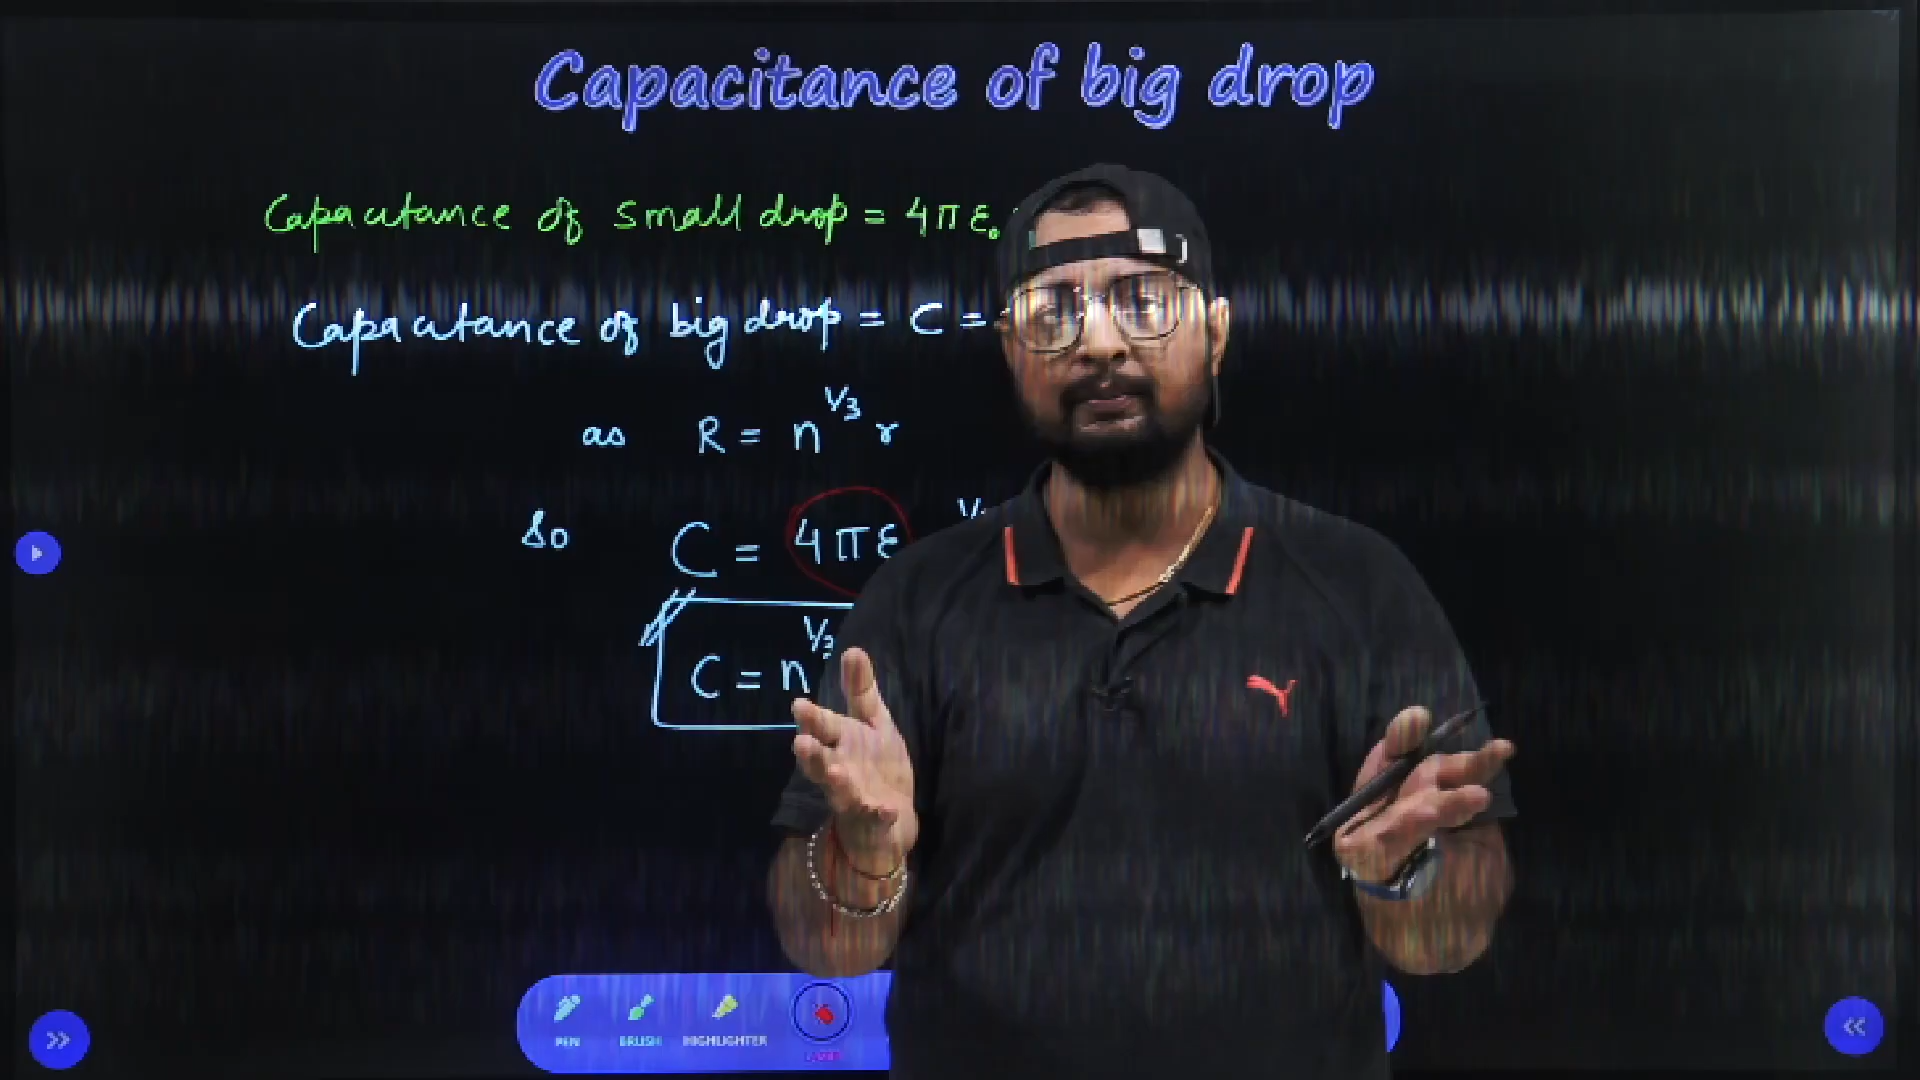 Capacitance of big drop
Capacitance of small drop = 4πε₀
Capacitance of big drop = C =
as R = n^1/3 r
So C = 4πε
C = n^1/3
PEN BRUSH HIGHLIGHTER LASER